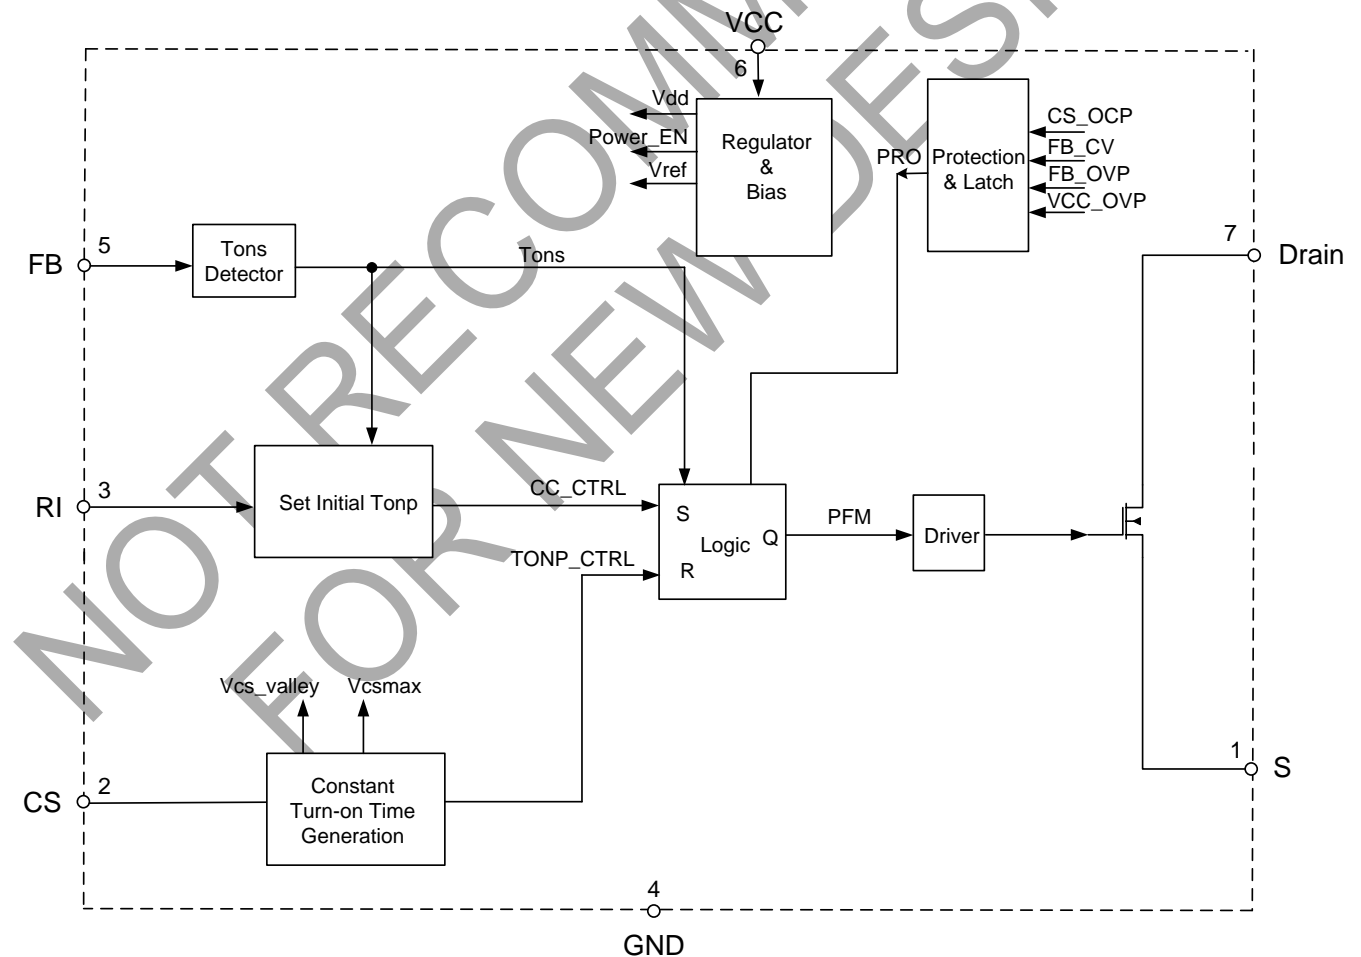 NOT RECOMM
FOR NEW DESI
VCC
6
Vdd
Power_EN
Vref
Regulator
&
Bias
PRO
Protection
& Latch
CS_OCP
FB_CV
FB_OVP
VCC_OVP
7
Drain
FB
5
Tons
Detector
Tons
RI
3
Set Initial Tonp
CC_CTRL
TONP_CTRL
S
Logic
Q
R
PFM
Driver
Vcs_valley
Vcsmax
CS
2
Constant
Turn-on Time
Generation
1
S
4
GND